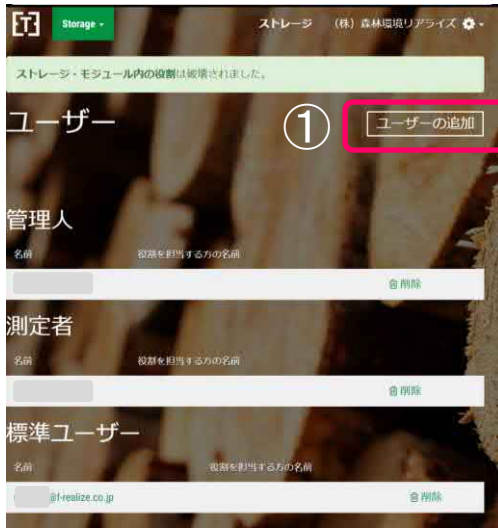 [T] Storage ストレージ (株) 森林環境リアライズ
ストレージ・モジュール内の役割は破壊されました。
ユーザー ① ユーザーの追加
管理人
名前 役割を担当する方の名前
削除
測定者
名前 役割を担当する方の名前
削除
標準ユーザー
名前 役割を担当する方の名前
@f-realize.co.jp 削除